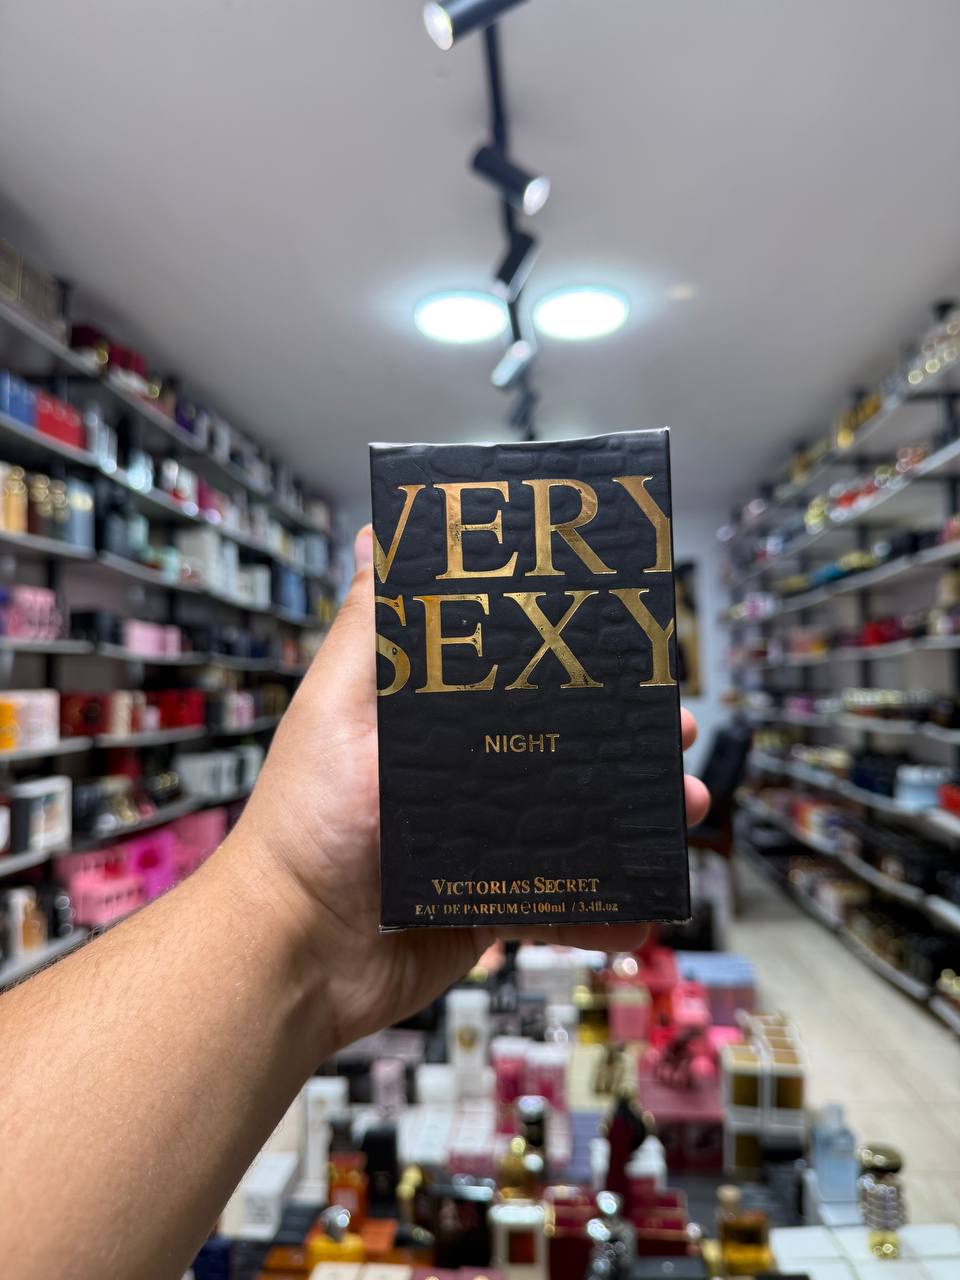 VERY
SEXY
NIGHT
VICTORIA'S SECRET
EAU DE PARFUM ℮100ml / 3.4fl.oz